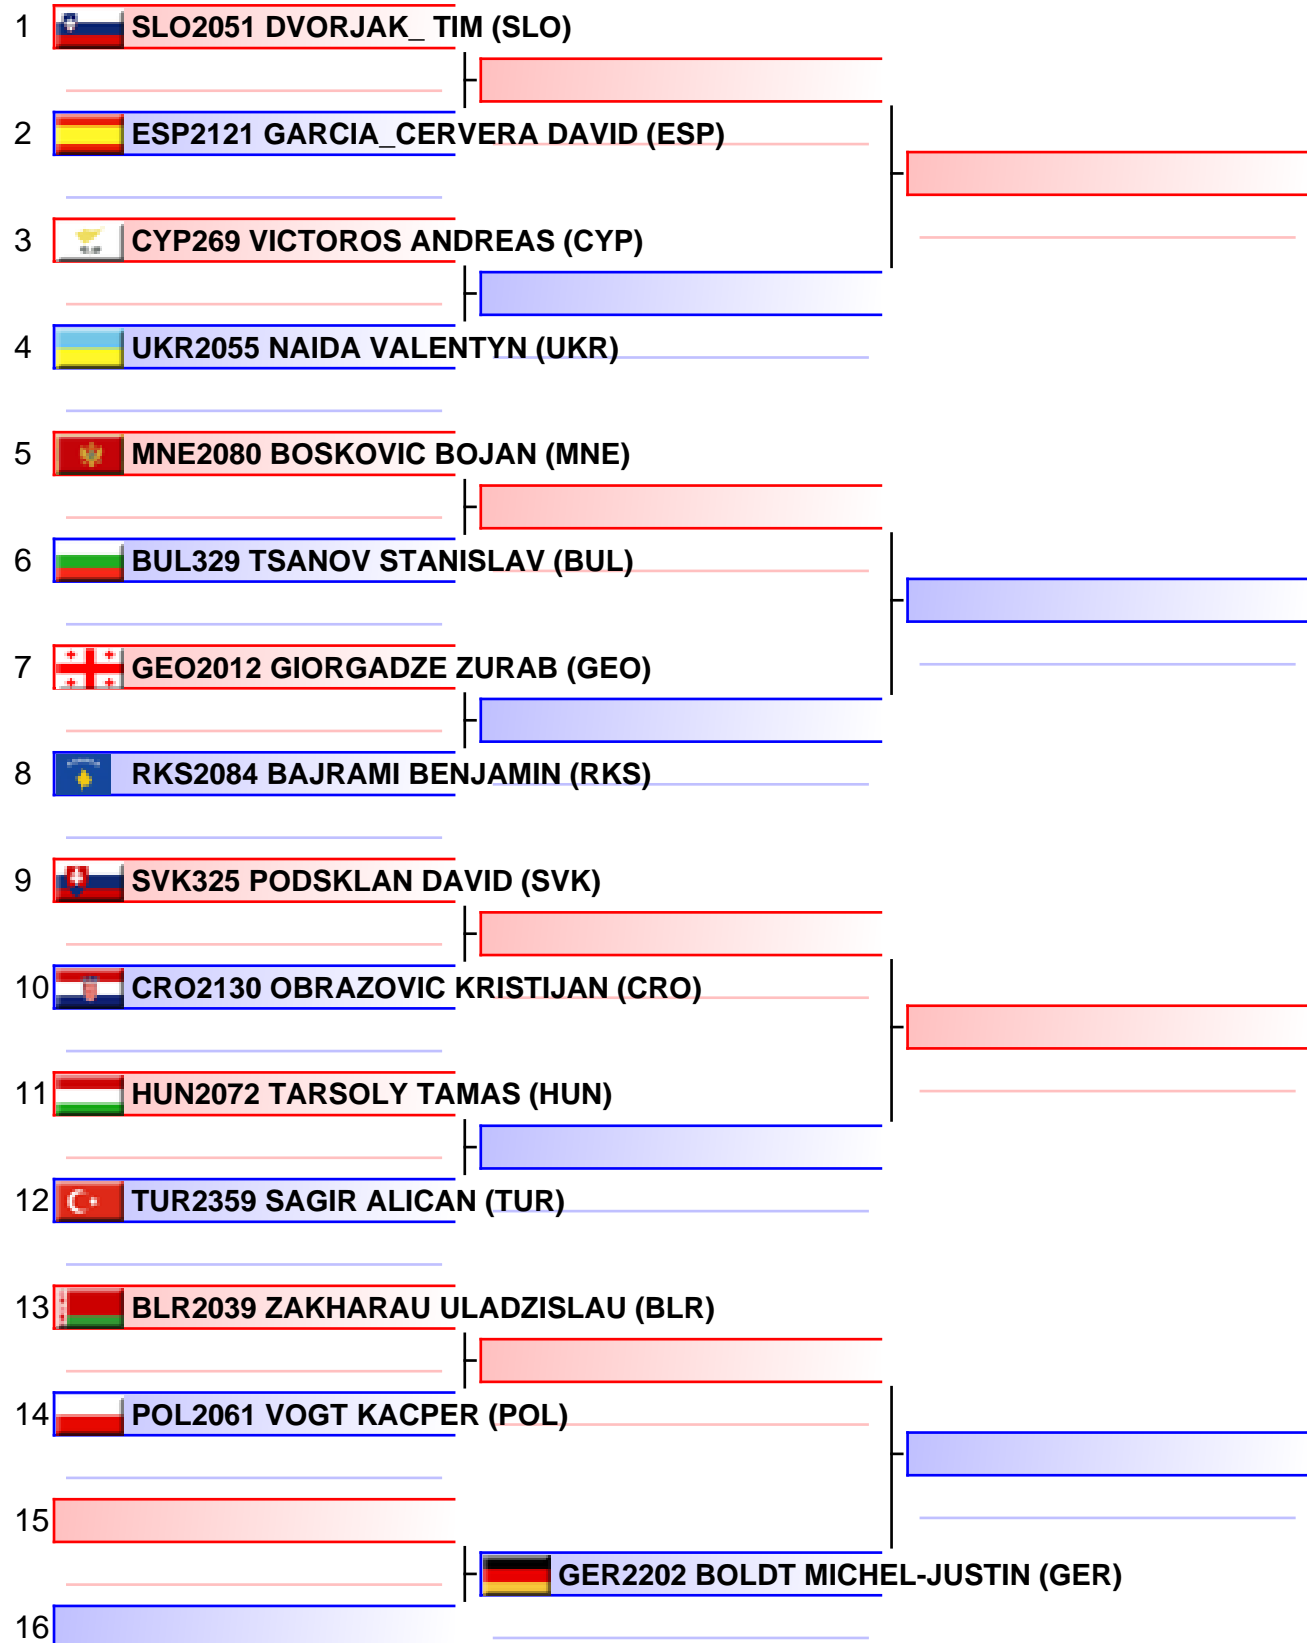 1 SLO2051 DVORJAK_ TIM (SLO)
2 ESP2121 GARCIA_CERVERA DAVID (ESP)
3 CYP269 VICTOROS ANDREAS (CYP)
4 UKR2055 NAIDA VALENTYN (UKR)
5 MNE2080 BOSKOVIC BOJAN (MNE)
6 BUL329 TSANOV STANISLAV (BUL)
7 GEO2012 GIORGADZE ZURAB (GEO)
8 RKS2084 BAJRAMI BENJAMIN (RKS)
9 SVK325 PODSKLAN DAVID (SVK)
10 CRO2130 OBRAZOVIC KRISTIJAN (CRO)
11 HUN2072 TARSOLY TAMAS (HUN)
12 TUR2359 SAGIR ALICAN (TUR)
13 BLR2039 ZAKHARAU ULADZISLAU (BLR)
14 POL2061 VOGT KACPER (POL)
15
GER2202 BOLDT MICHEL-JUSTIN (GER)
16